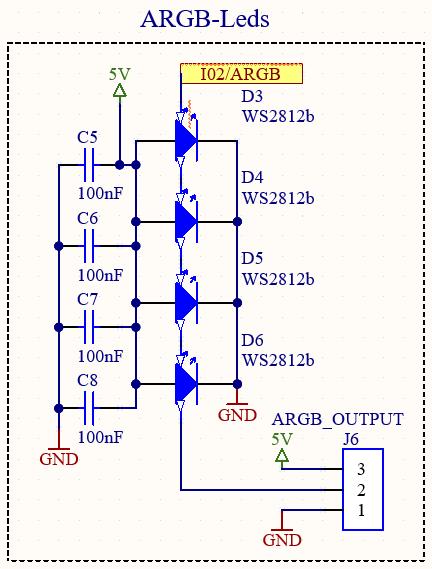 ARGB-Leds
5V
I02/ARGB
D3
WS2812b
C5
100nF
D4
WS2812b
C6
100nF
D5
WS2812b
C7
100nF
D6
WS2812b
C8
100nF
GND
GND
ARGB_OUTPUT
5V
J6
3
2
1
GND